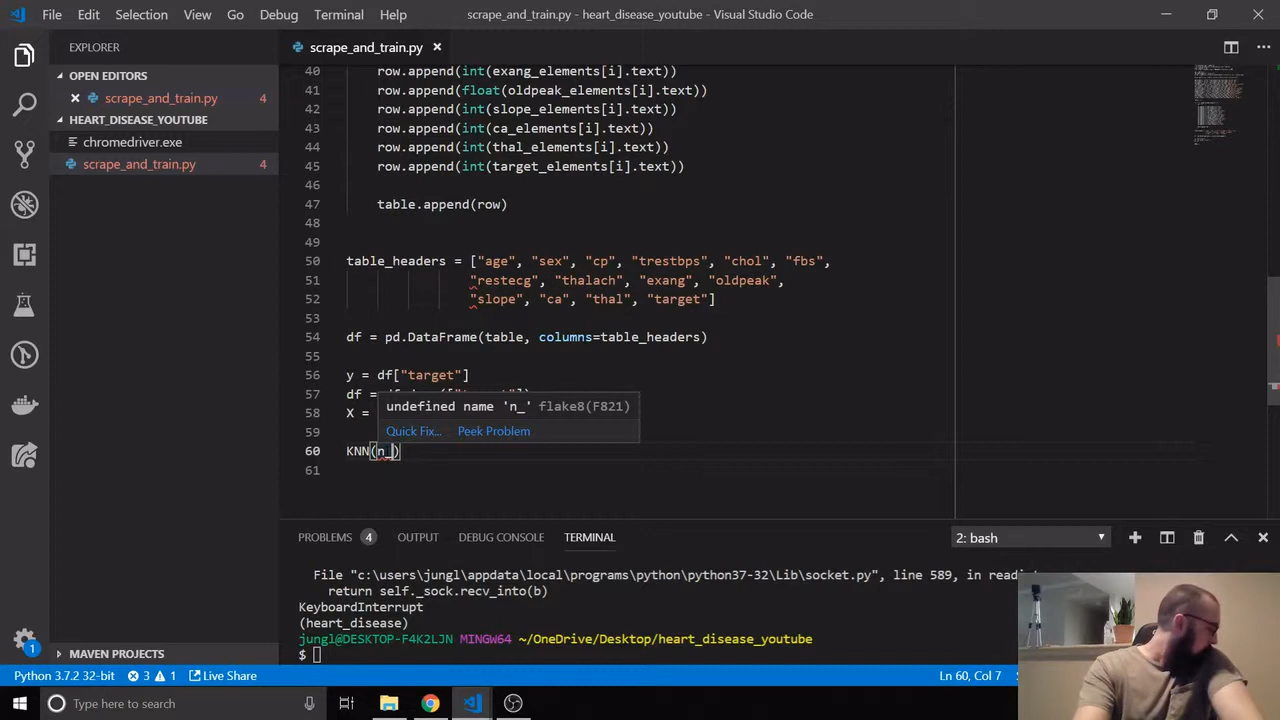 File Edit Selection View Go Debug Terminal Help scrape_and_train.py - heart_disease_youtube - Visual Studio Code
EXPLORER
OPEN EDITORS
scrape_and_train.py 4
HEART_DISEASE_YOUTUBE
chromedriver.exe
scrape_and_train.py 4
MAVEN PROJECTS
1
scrape_and_train.py
40 row.append(int(exang_elements[i].text))
41 row.append(float(oldpeak_elements[i].text))
42 row.append(int(slope_elements[i].text))
43 row.append(int(ca_elements[i].text))
44 row.append(int(thal_elements[i].text))
45 row.append(int(target_elements[i].text))
46
47 table.append(row)
48
49
50 table_headers = ["age", "sex", "cp", "trestbps", "chol", "fbs",
51 "restecg", "thalach", "exang", "oldpeak",
52 "slope", "ca", "thal", "target"]
53
54 df = pd.DataFrame(table, columns=table_headers)
55
56 y = df["target"]
57 df =
58 X =
undefined name 'n_' flake8(F821)
Quick Fix... Peek Problem
59
60 KNN(n_)
61
PROBLEMS 4 OUTPUT DEBUG CONSOLE TERMINAL 2: bash
File "c:\users\jungl\appdata\local\programs\python\python37-32\Lib\socket.py", line 589, in
return self._sock.recv_into(b)
KeyboardInterrupt
(heart_disease)
jungl@DESKTOP-F4K2LJN MINGW64 ~/OneDrive/Desktop/heart_disease_youtube
$
Python 3.7.2 32-bit 3 1 Live Share Ln 60, Col 7
Type here to search